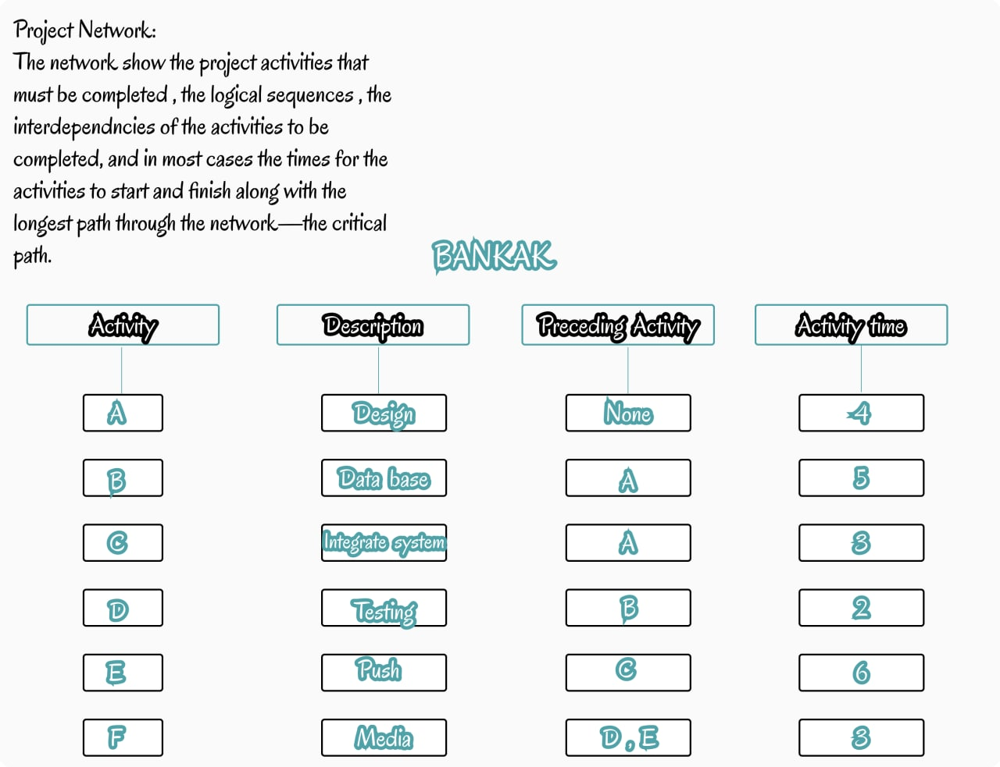 Project Network:
The network show the project activities that
must be completed , the logical sequences , the
interdependncies of the activities to be
completed, and in most cases the times for the
activities to start and finish along with the
longest path through the network—the critical
path.
BANKAK
Activity Description Preceding Activity Activity time
A Design None 4
B Data base A 5
C Integrate system A 3
D Testing B 2
E Push C 6
F Media D , E 3